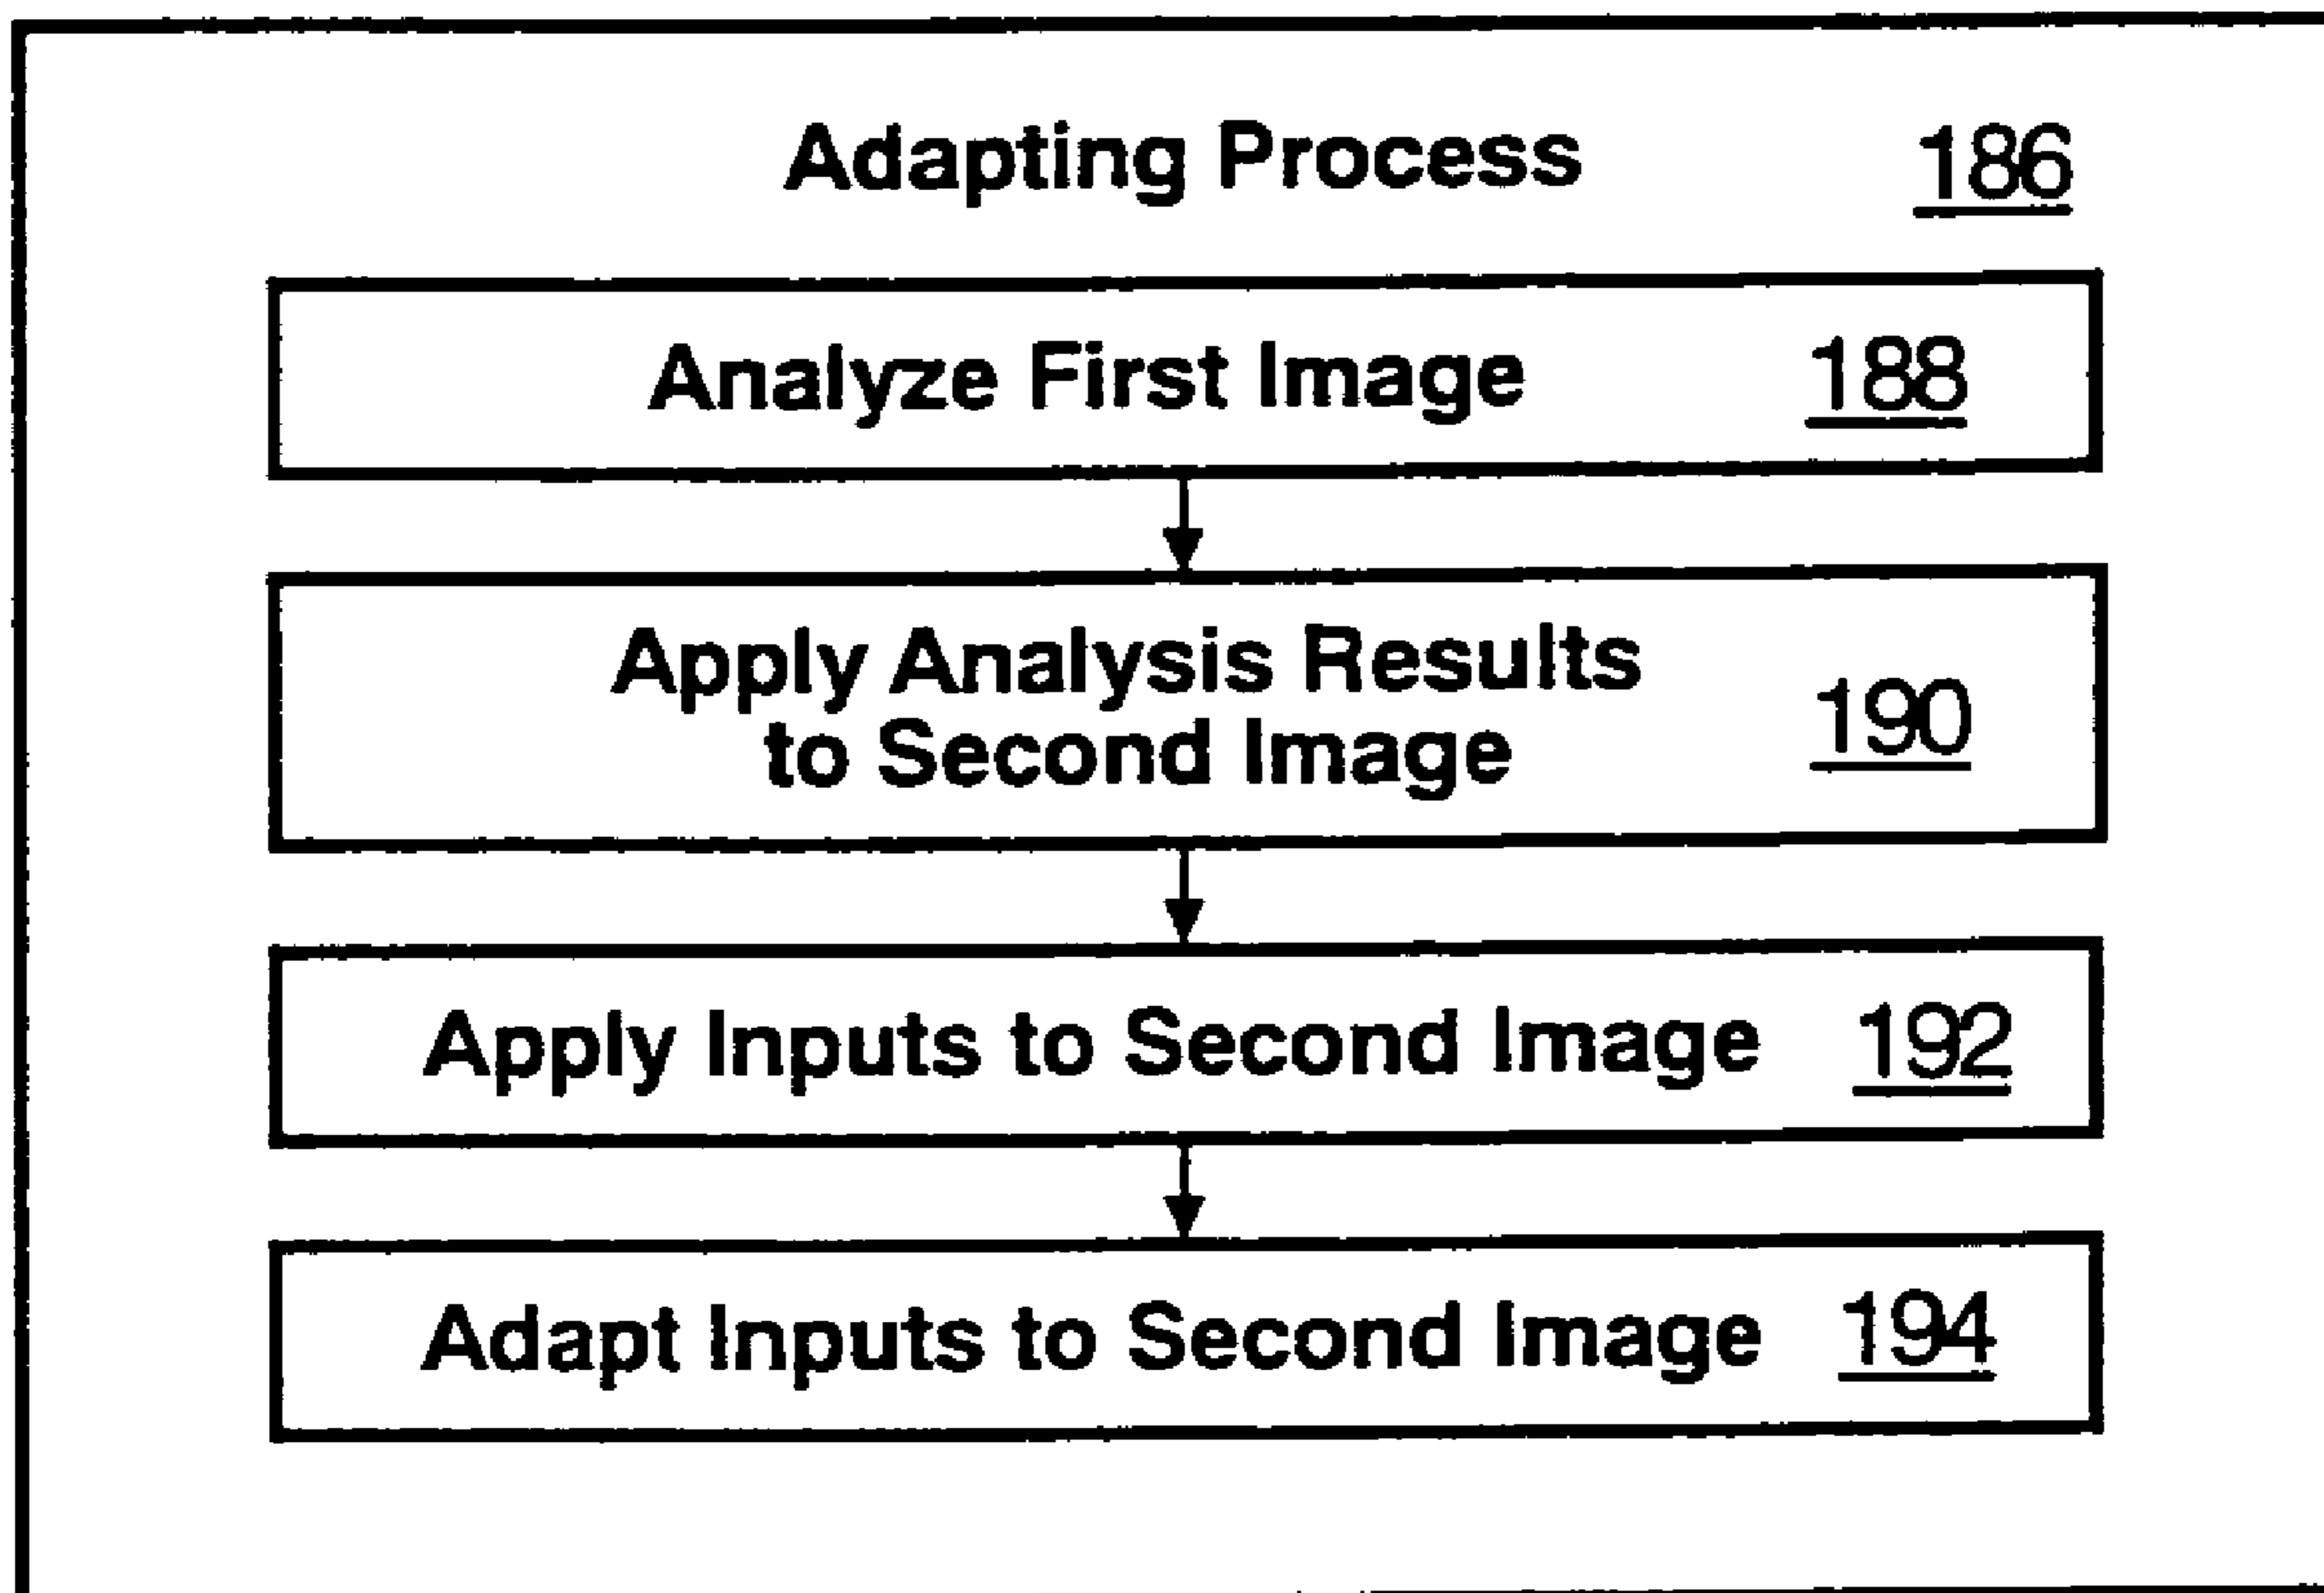 Adapting Process 186
Analyze First Image 188
Apply Analysis Results
to Second Image 190
Apply Inputs to Second Image 192
Adapt Inputs to Second Image 194